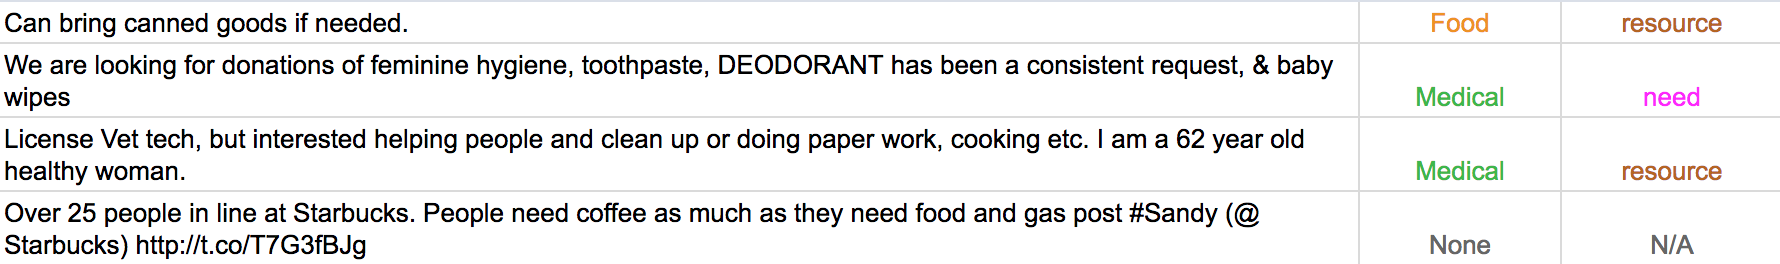 Can bring canned goods if needed. Food resource
We are looking for donations of feminine hygiene, toothpaste, DEODORANT has been a consistent request, & baby
wipes Medical need
License Vet tech, but interested helping people and clean up or doing paper work, cooking etc. I am a 62 year old
healthy woman. Medical resource
Over 25 people in line at Starbucks. People need coffee as much as they need food and gas post #Sandy (@
Starbucks) http://t.co/T7G3fBJg None N/A